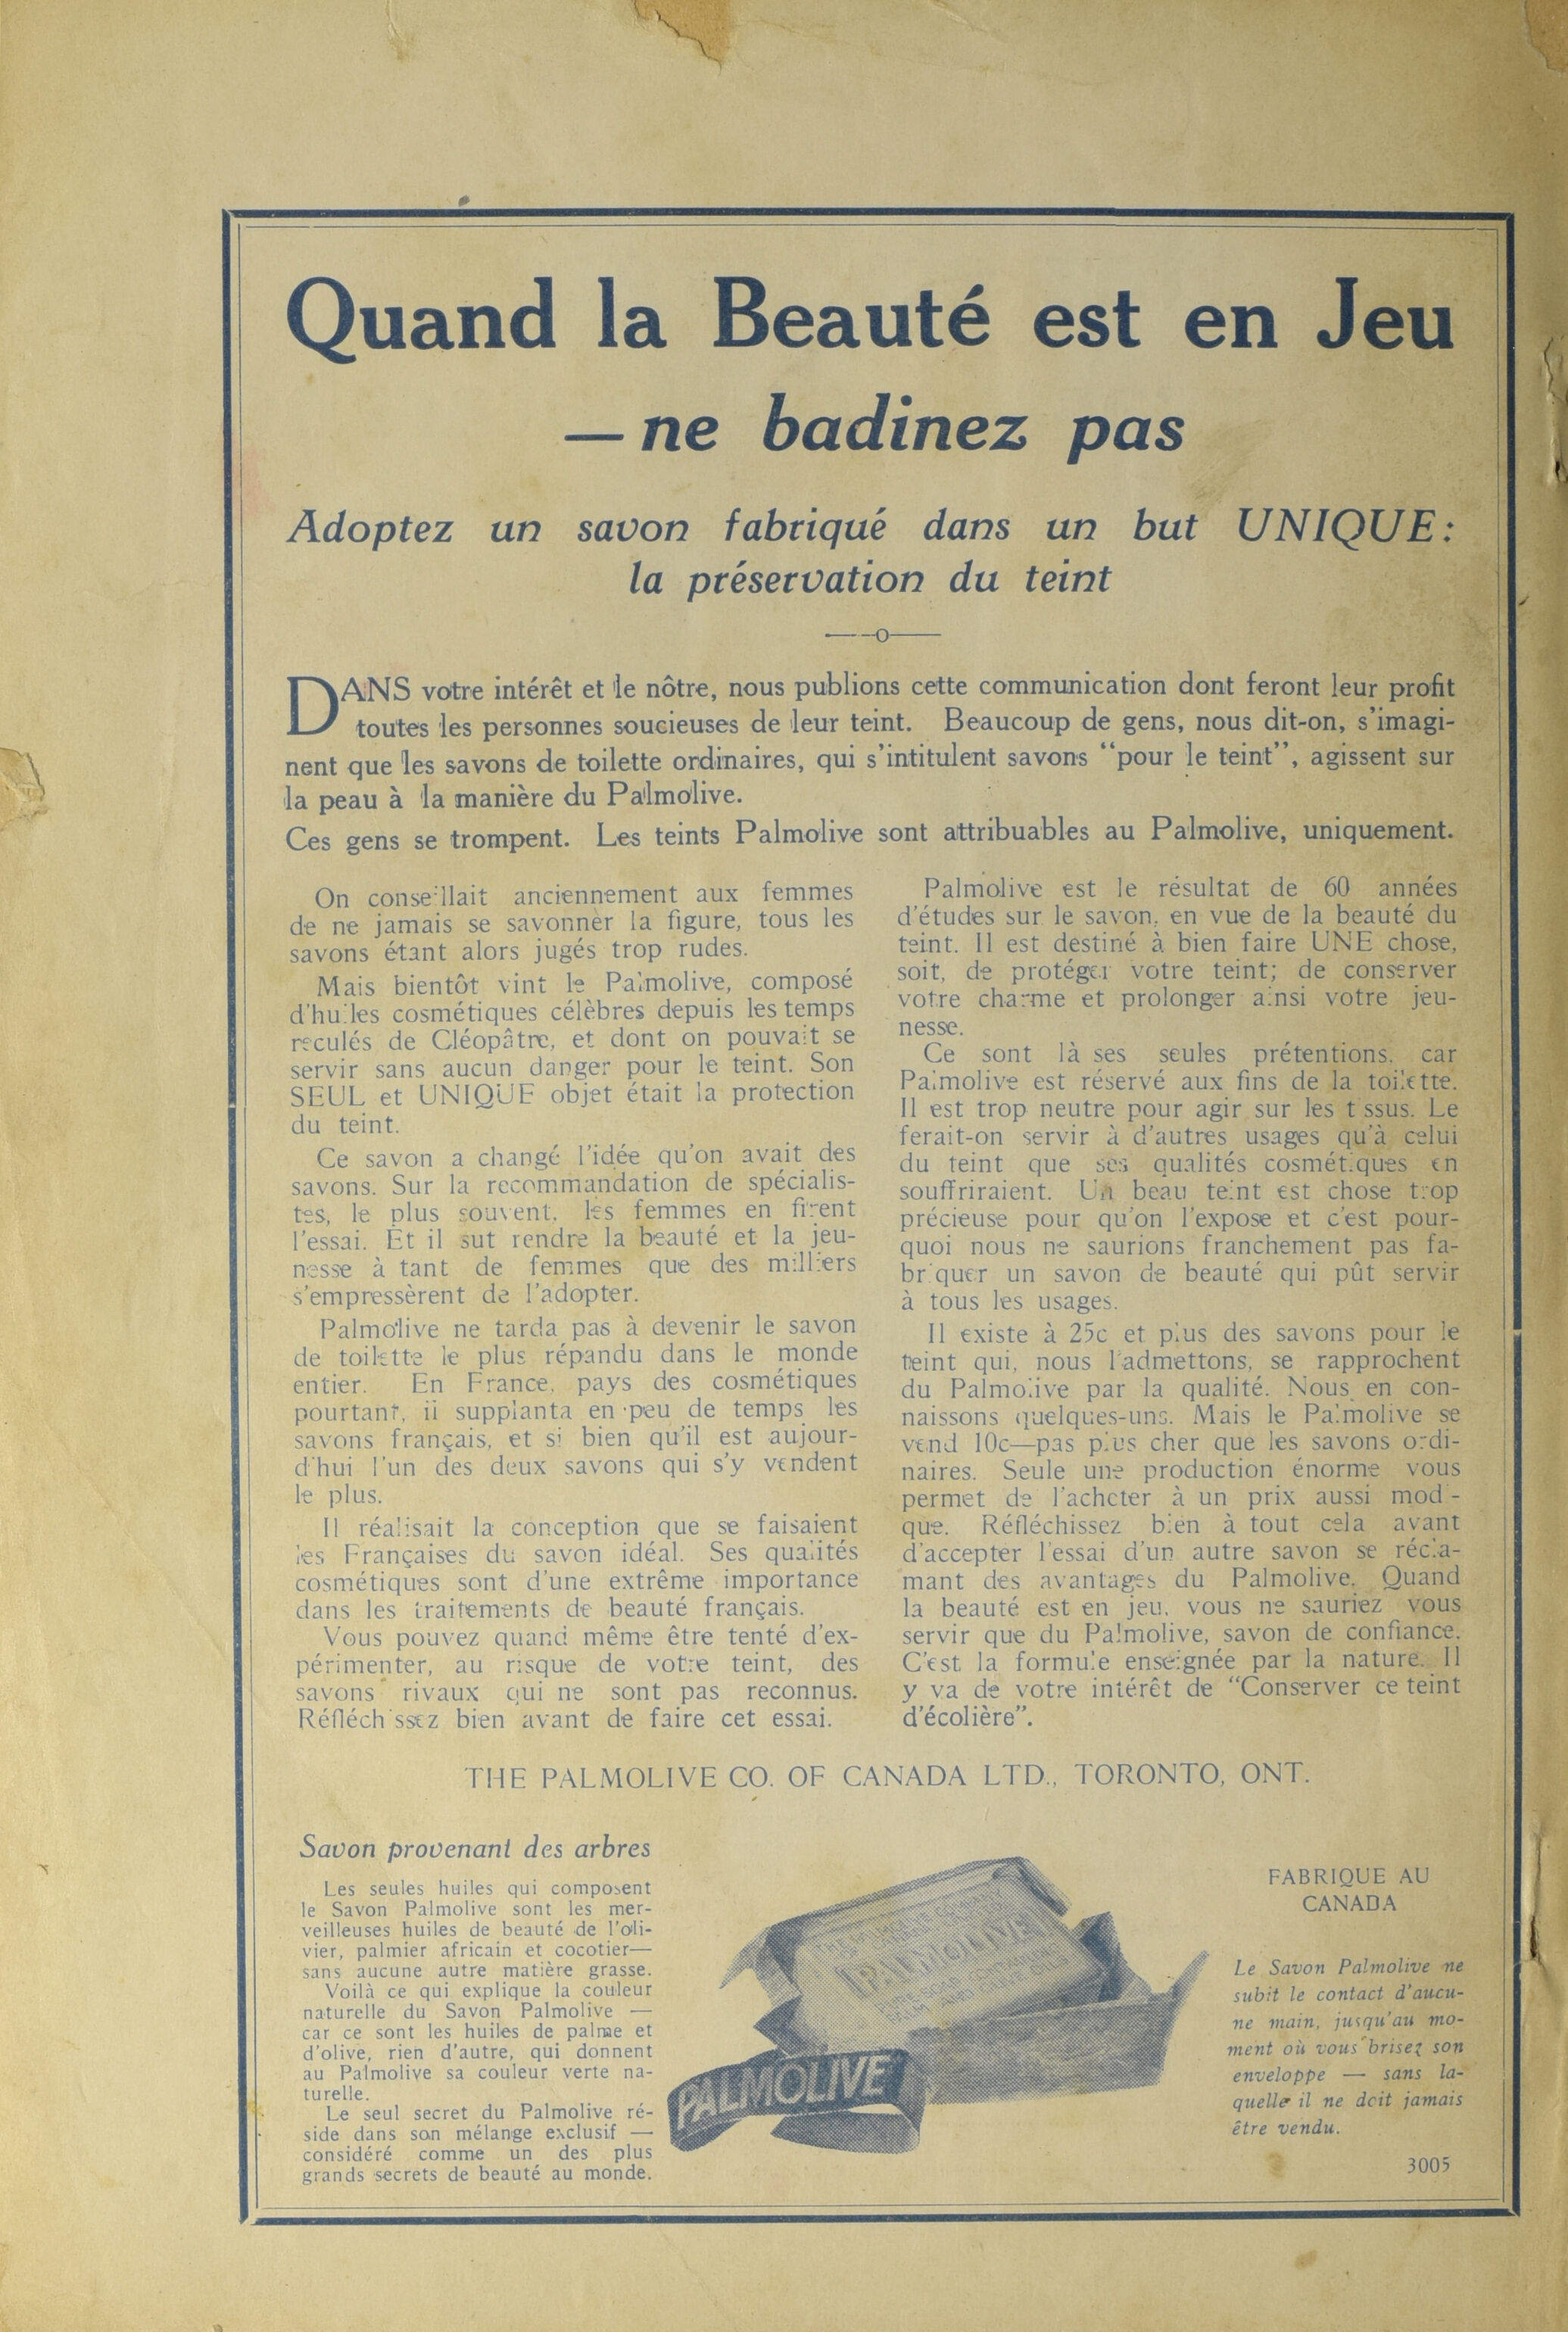 Quand la Beauté est en Jeu
— ne badinez pas
Adoptez un savon fabriqué dans un but UNIQUE:
la préservation du teint
DANS votre intérêt et le nôtre, nous publions cette communication dont feront leur profit
toutes les personnes soucieuses de leur teint. Beaucoup de gens, nous dit-on, s'imagi-
nent que les savons de toilette ordinaires, qui s'intitulent savons "pour le teint", agissent sur
la peau à la manière du Palmolive.
Ces gens se trompent. Les teints Palmolive sont attribuables au Palmolive, uniquement.
On conseillait anciennement aux femmes
de ne jamais se savonner la figure, tous les
savons étant alors jugés trop rudes.
Mais bientôt vint le Palmolive, composé
d'huiles cosmétiques célèbres depuis les temps
reculés de Cléopâtre, et dont on pouvait se
servir sans aucun danger pour le teint. Son
SEUL et UNIQUE objet était la protection
du teint.
Ce savon a changé l'idée qu'on avait des
savons. Sur la recommandation de spécialis-
tes, le plus souvent, les femmes en firent
l'essai. Et il sut rendre la beauté et la jeu-
nesse à tant de femmes que des milliers
s'empressèrent de l'adopter.
Palmolive ne tarda pas à devenir le savon
de toilette le plus répandu dans le monde
entier. En France, pays des cosmétiques
pourtant, il supplanta en peu de temps les
savons français, et si bien qu'il est aujour-
d'hui l'un des deux savons qui s'y vendent
le plus.
Il réalisait la conception que se faisaient
les Françaises du savon idéal. Ses qualités
cosmétiques sont d'une extrême importance
dans les traitements de beauté français.
Vous pouvez quand même être tenté d'ex-
périmenter, au risque de votre teint, des
savons rivaux qui ne sont pas reconnus.
Réfléchissez bien avant de faire cet essai.
Palmolive est le résultat de 60 années
d'études sur le savon, en vue de la beauté du
teint. Il est destiné à bien faire UNE chose,
soit, de protéger votre teint; de conserver
votre charme et prolonger ainsi votre jeu-
nesse.
Ce sont là ses seules prétentions, car
Palmolive est réservé aux fins de la toilette.
Il est trop neutre pour agir sur les tissus. Le
ferait-on servir à d'autres usages qu'à celui
du teint que ses qualités cosmétiques en
souffriraient. Un beau teint est chose trop
précieuse pour qu'on l'expose et c'est pour-
quoi nous ne saurions franchement pas fa-
briquer un savon de beauté qui pût servir
à tous les usages.
Il existe à 25c et plus des savons pour le
teint qui, nous l'admettons, se rapprochent
du Palmolive par la qualité. Nous en con-
naissons quelques-uns. Mais le Palmolive se
vend 10c—pas plus cher que les savons ordi-
naires. Seule une production énorme vous
permet de l'acheter à un prix aussi modi-
que. Réfléchissez bien à tout cela avant
d'accepter l'essai d'un autre savon se récla-
mant des avantages du Palmolive. Quand
la beauté est en jeu, vous ne sauriez vous
servir que du Palmolive, savon de confiance.
C'est la formule enseignée par la nature. Il
y va de votre intérêt de "Conserver ce teint
d'écolière".
THE PALMOLIVE CO. OF CANADA LTD., TORONTO, ONT.
Savon provenant des arbres
Les seules huiles qui composent
le Savon Palmolive sont les mer-
veilleuses huiles de beauté de l'oli-
vier, palmier africain et cocotier—
sans aucune autre matière grasse.
Voilà ce qui explique la couleur
naturelle du Savon Palmolive —
car ce sont les huiles de palme et
d'olive, rien d'autre, qui donnent
au Palmolive sa couleur verte na-
turelle.
Le seul secret du Palmolive ré-
side dans son mélange exclusif —
considéré comme un des plus
grands secrets de beauté au monde.
PALMOLIVE
PALMOLIVE
FABRIQUE AU
CANADA
Le Savon Palmolive ne
subit le contact d'aucu-
ne main, jusqu'au mo-
ment où vous brisez son
enveloppe — sans la-
quelle il ne doit jamais
être vendu.
3005